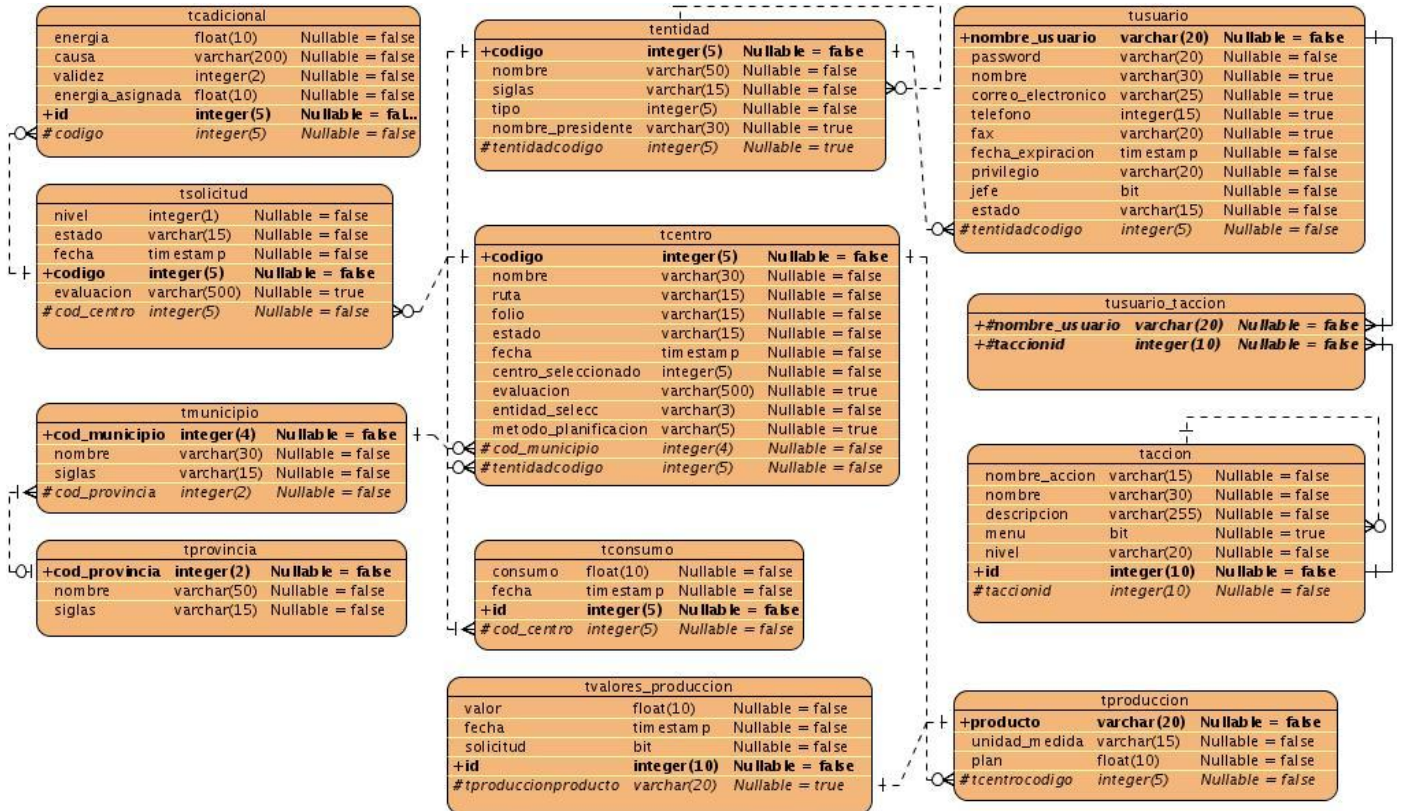 tcadicional
energia float(10) Nullable = false
causa varchar(200) Nullable = false
validez integer(2) Nullable = false
energia_asignada float(10) Nullable = false
+id integer(5) Nullable = fal...
#codigo integer(5) Nullable = false
tsolicitud
nivel integer(1) Nullable = false
estado varchar(15) Nullable = false
fecha timestamp Nullable = false
+codigo integer(5) Nullable = false
evaluacion varchar(500) Nullable = true
#cod_centro integer(5) Nullable = false
tmunicipio
+cod_municipio integer(4) Nullable = false
nombre varchar(30) Nullable = false
siglas varchar(15) Nullable = false
#cod_provincia integer(2) Nullable = false
tprovincia
+cod_provincia integer(2) Nullable = false
nombre varchar(50) Nullable = false
siglas varchar(15) Nullable = false
tentidad
+codigo integer(5) Nullable = false
nombre varchar(50) Nullable = false
siglas varchar(15) Nullable = false
tipo integer(5) Nullable = false
nombre_presidente varchar(30) Nullable = true
#tentidadcodigo integer(5) Nullable = true
tcentro
+codigo integer(5) Nullable = false
nombre varchar(30) Nullable = false
ruta varchar(15) Nullable = false
folio varchar(15) Nullable = false
estado varchar(15) Nullable = false
fecha timestamp Nullable = false
centro_seleccionado integer(5) Nullable = false
evaluacion varchar(500) Nullable = true
entidad_selecc varchar(3) Nullable = false
metodo_planificacion varchar(5) Nullable = true
#cod_municipio integer(4) Nullable = false
#tentidadcodigo integer(5) Nullable = false
tconsumo
consumo float(10) Nullable = false
fecha timestamp Nullable = false
+id integer(5) Nullable = false
#cod_centro integer(5) Nullable = false
tvalores_produccion
valor float(10) Nullable = false
fecha timestamp Nullable = false
solicitud bit Nullable = false
+id integer(10) Nullable = false
#tproduccionproducto varchar(20) Nullable = true
tusuario
+nombre_usuario varchar(20) Nullable = false
password varchar(20) Nullable = false
nombre varchar(30) Nullable = true
correo_electronico varchar(25) Nullable = true
telefono integer(15) Nullable = true
fax varchar(20) Nullable = true
fecha_expiracion timestamp Nullable = false
privilegio varchar(20) Nullable = false
jefe bit Nullable = false
estado varchar(15) Nullable = false
#tentidadcodigo integer(5) Nullable = false
tusuario_taccion
+#nombre_usuario varchar(20) Nullable = false
+#taccionid integer(10) Nullable = false
taccion
nombre_accion varchar(15) Nullable = false
nombre varchar(30) Nullable = false
descripcion varchar(255) Nullable = false
menu bit Nullable = true
nivel varchar(20) Nullable = false
+id integer(10) Nullable = false
#taccionid integer(10) Nullable = false
tproduccion
+producto varchar(20) Nullable = false
unidad_medida varchar(15) Nullable = false
plan float(10) Nullable = false
#tcentrocodigo integer(5) Nullable = false